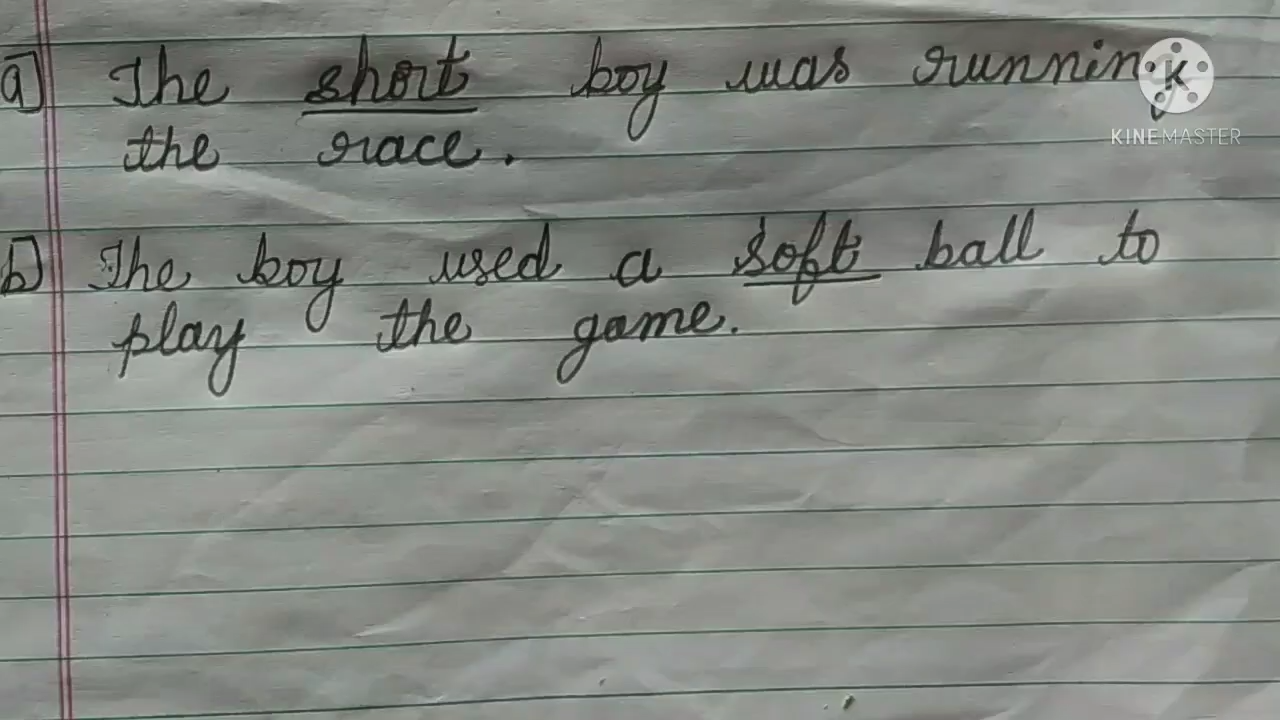 a] The short boy was running
the race.
b] The boy used a soft ball to
play the game.
KINEMASTER